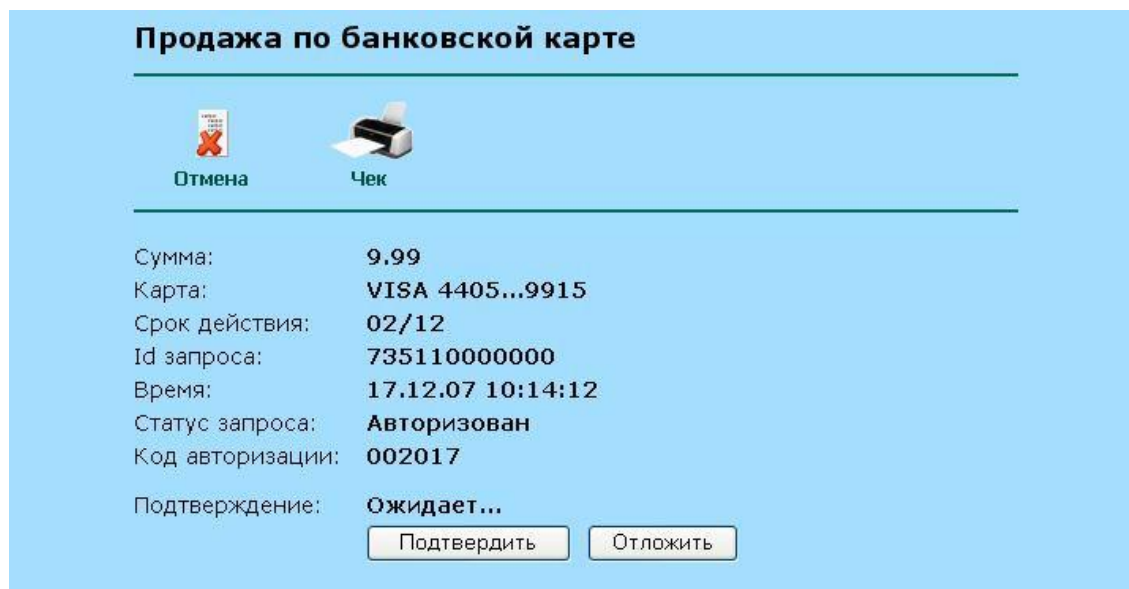 Продажа по банковской карте
Отмена Чек
Сумма: 9.99
Карта: VISA 4405...9915
Срок действия: 02/12
Id запроса: 735110000000
Время: 17.12.07 10:14:12
Статус запроса: Авторизован
Код авторизации: 002017
Подтверждение: Ожидает...
Подтвердить Отложить